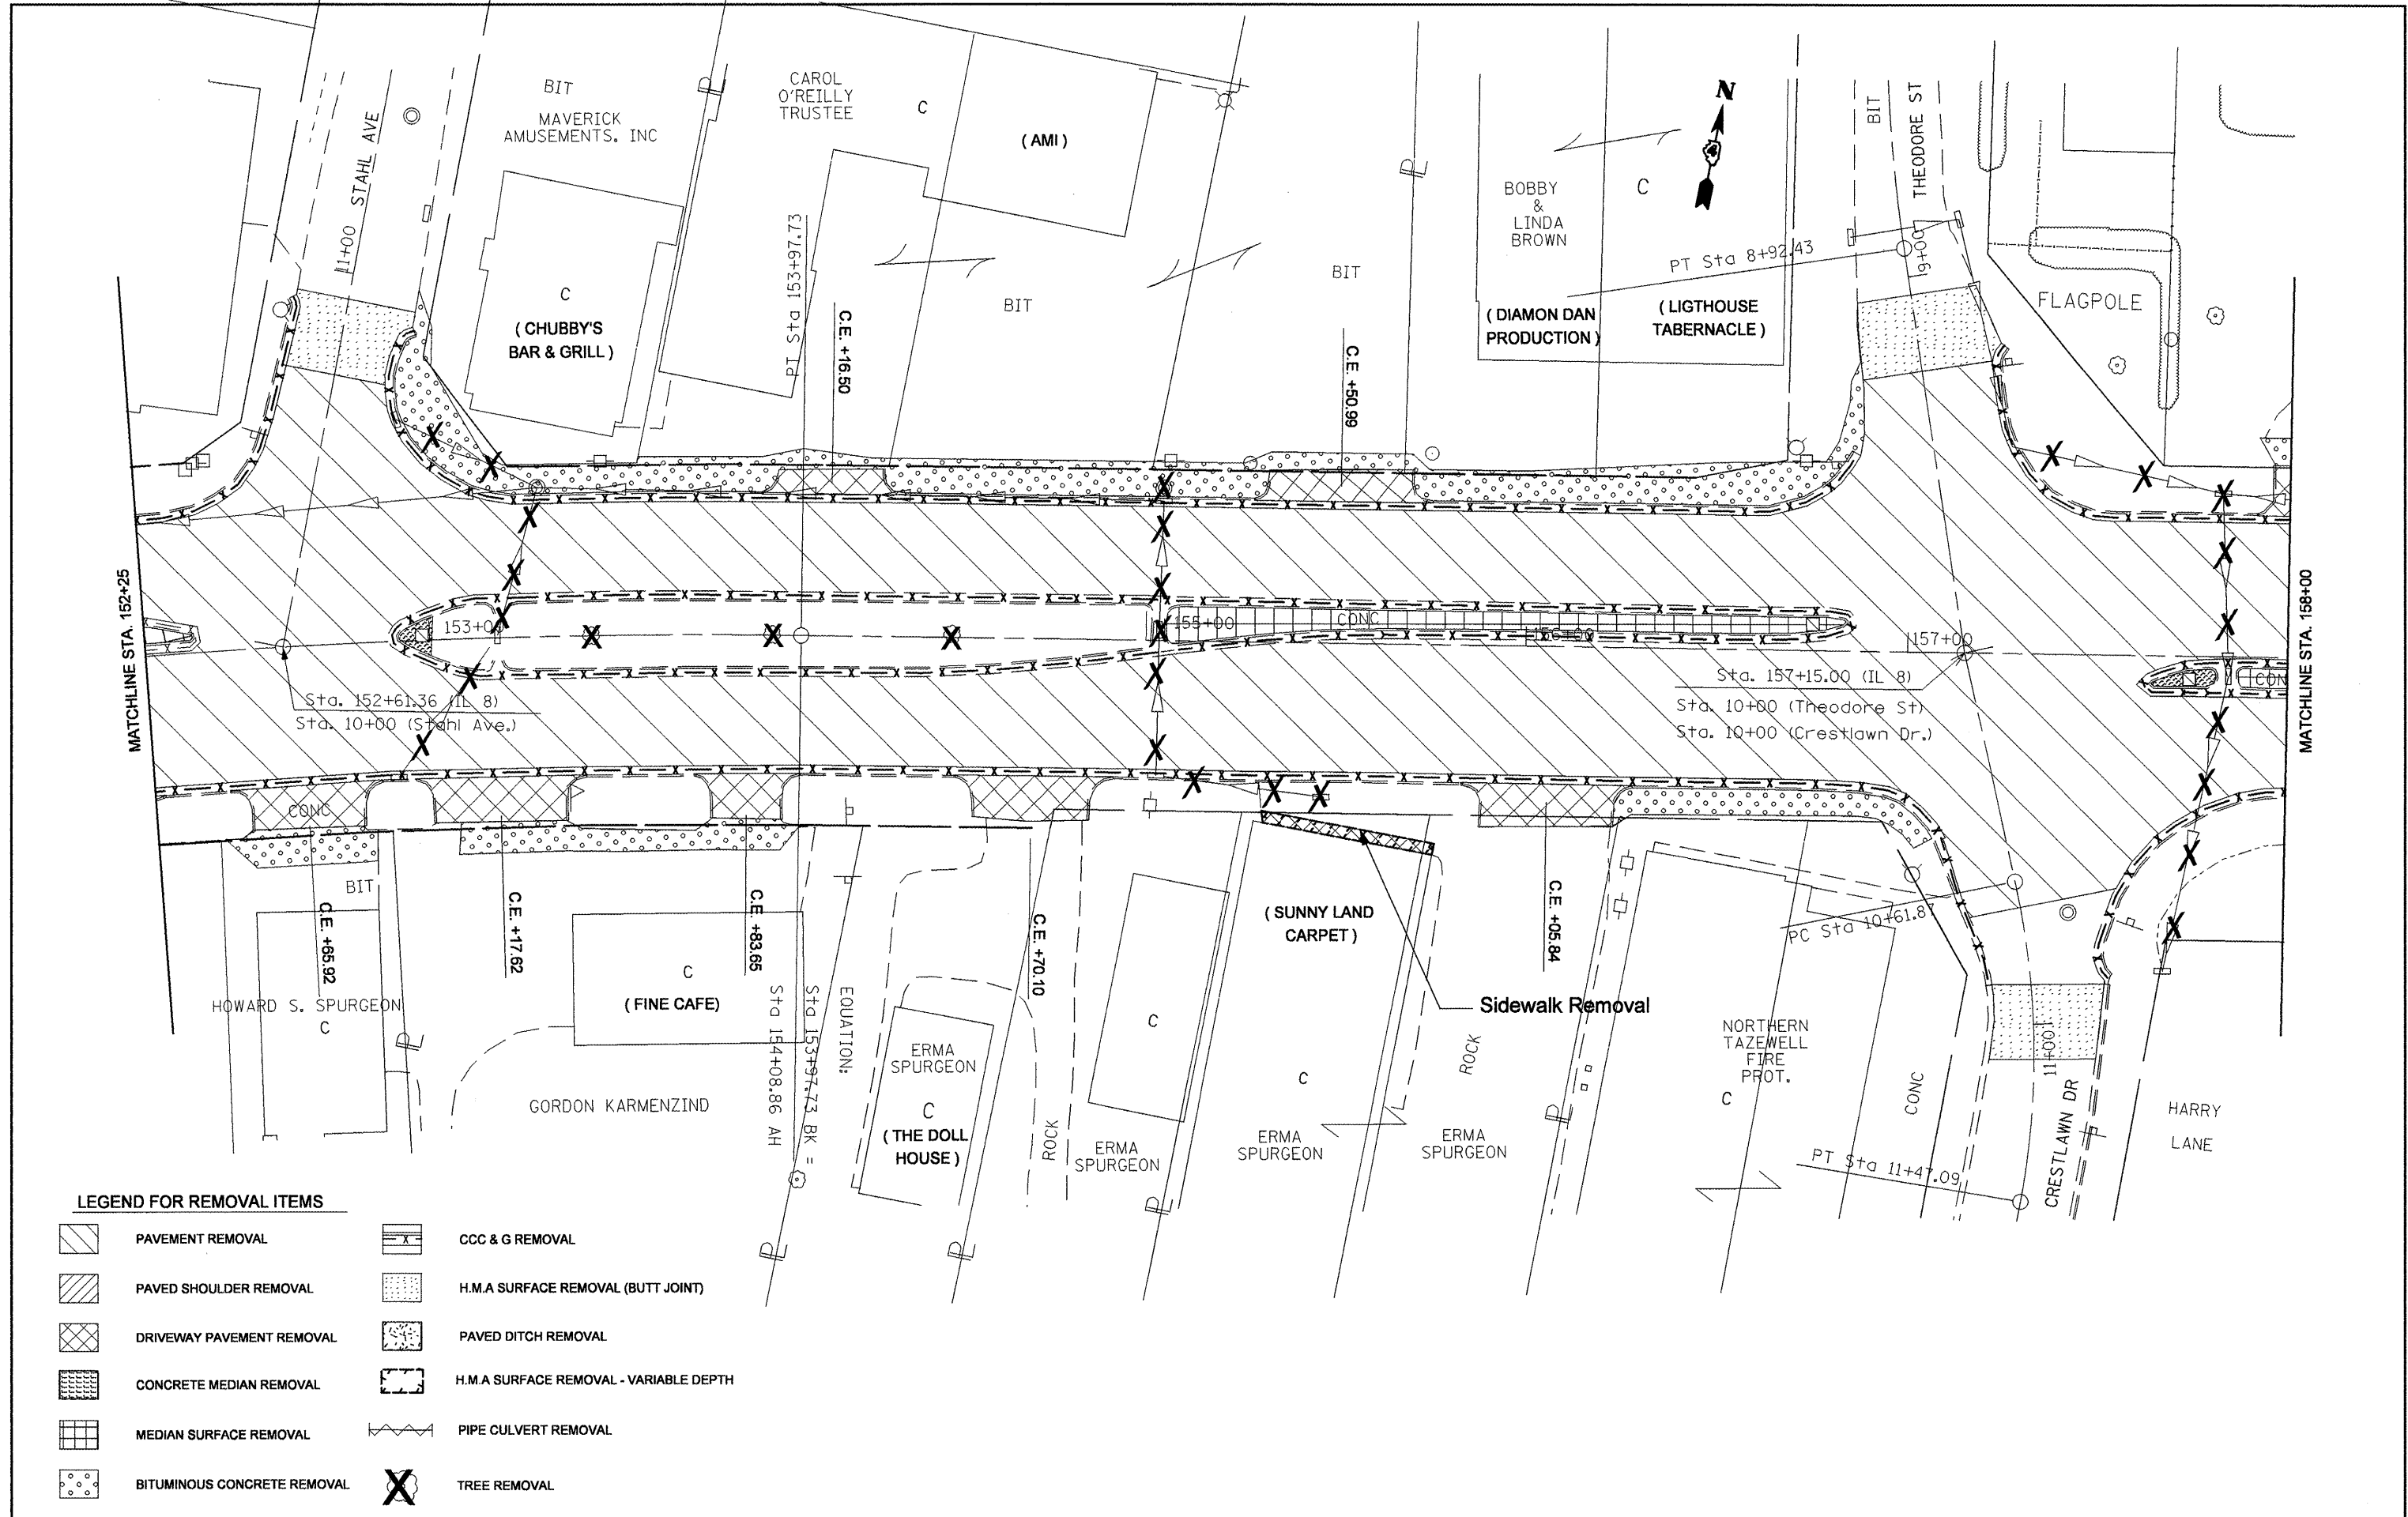 BIT
MAVERICK
AMUSEMENTS. INC
STAHL AVE
11+00
C
( CHUBBY'S
BAR & GRILL )
CAROL
O'REILLY
TRUSTEE
C
( AMI )
PT Sta 153+97.73
C.E. +16.50
BIT
BIT
C.E. +50.99
BOBBY
&
LINDA
BROWN
C
N
4
( DIAMON DAN
PRODUCTION )
( LIGTHOUSE
TABERNACLE )
PT Sta 8+92.43
BIT
THEODORE ST
9+00
FLAGPOLE
MATCHLINE STA. 152+25
153+00
155+00
CONC
156+00
157+00
CONC
Sta. 152+61.36 (IL 8)
Sta. 10+00 (Stahl Ave.)
Sta. 157+15.00 (IL 8)
Sta. 10+00 (Theodore St)
Sta. 10+00 (Crestlawn Dr.)
MATCHLINE STA. 158+00
CONC
BIT
C.E. +65.92
HOWARD S. SPURGEON
C
C.E. +17.62
C
( FINE CAFE)
GORDON KARMENZIND
C.E. +83.65
EQUATION:
Sta 153+97.73 BK =
Sta 154+08.86 AH
ERMA
SPURGEON
C
( THE DOLL
HOUSE )
C.E. +70.10
ROCK
C
ERMA
SPURGEON
( SUNNY LAND
CARPET )
C
ERMA
SPURGEON
Sidewalk Removal
ROCK
ERMA
SPURGEON
C.E. +05.84
NORTHERN
TAZEWELL
FIRE
PROT.
C
PC Sta 10+61.87
CONC
11+00
CRESTLAWN DR
PT Sta 11+47.09
HARRY
LANE
LEGEND FOR REMOVAL ITEMS
PAVEMENT REMOVAL
PAVED SHOULDER REMOVAL
DRIVEWAY PAVEMENT REMOVAL
CONCRETE MEDIAN REMOVAL
MEDIAN SURFACE REMOVAL
BITUMINOUS CONCRETE REMOVAL
CCC & G REMOVAL
H.M.A SURFACE REMOVAL (BUTT JOINT)
PAVED DITCH REMOVAL
H.M.A SURFACE REMOVAL - VARIABLE DEPTH
PIPE CULVERT REMOVAL
TREE REMOVAL